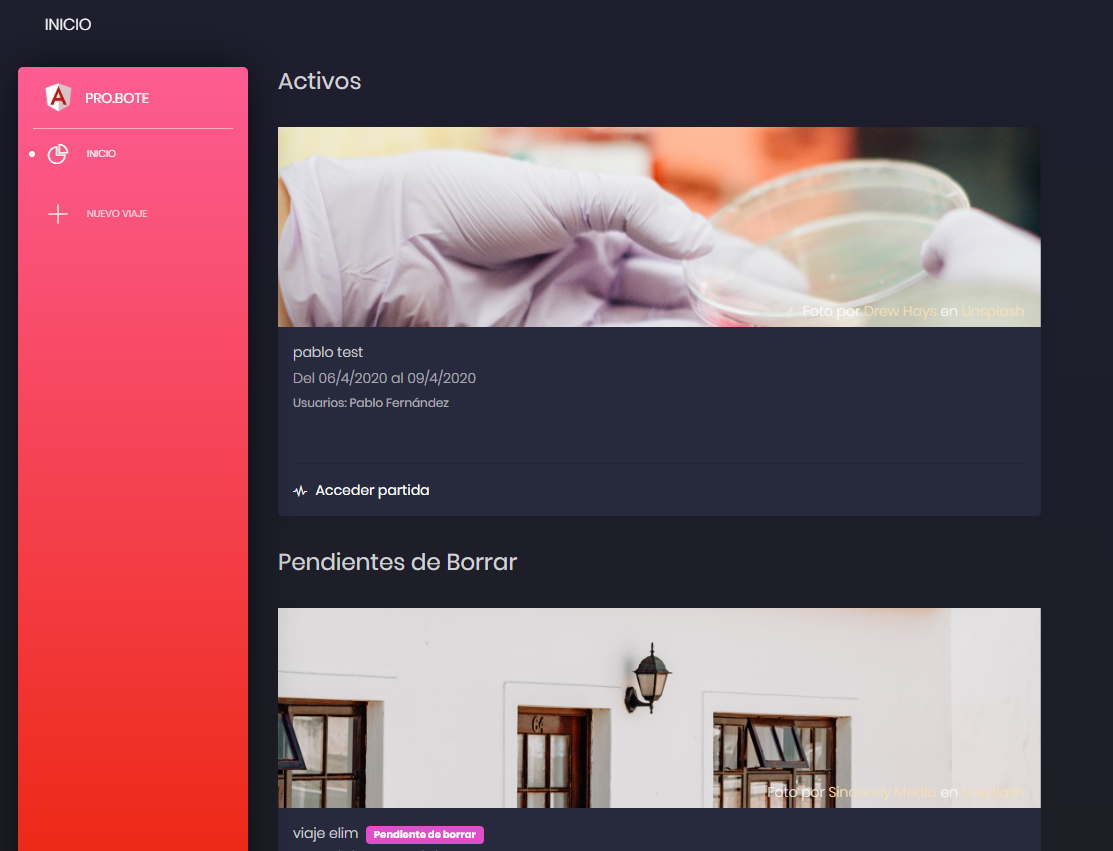 INICIO
PRO.BOTE
INICIO
NUEVO VIAJE
Activos
Foto por Drew Hays en Unsplash
pablo test
Del 06/4/2020 al 09/4/2020
Usuarios: Pablo Fernández
Acceder partida
Pendientes de Borrar
64
Foto por Sincerely Media en Unsplash
viaje elim Pendiente de borrar